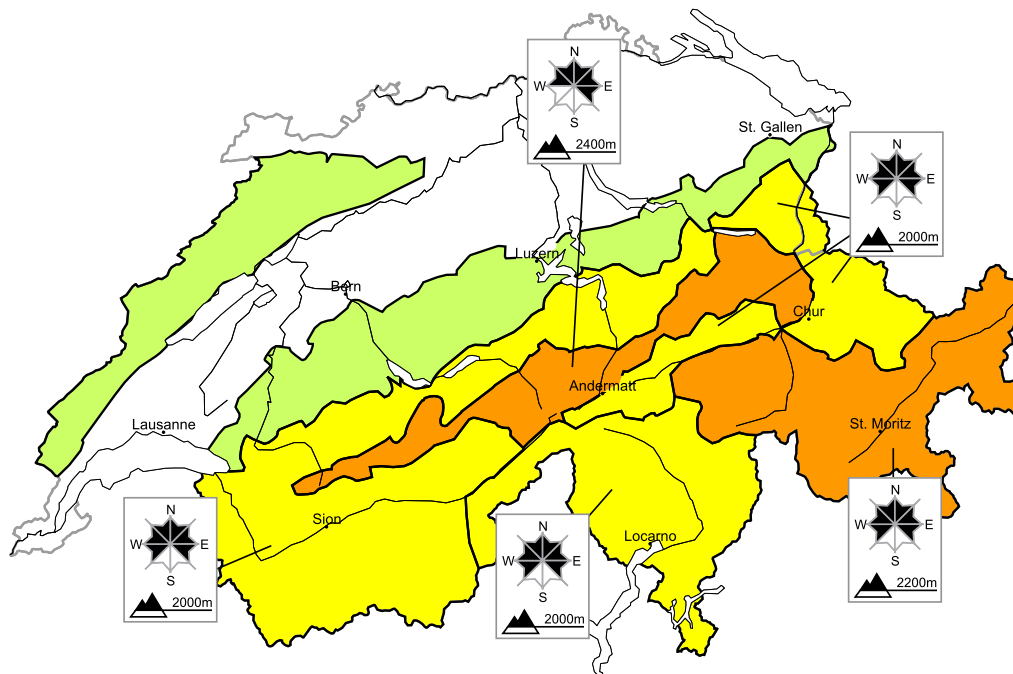 N
W E
S
2400m
St. Gallen
N
W E
S
2000m
Luzern
Bern
Chur
Andermatt
Lausanne
St. Moritz
N
W E
S
2200m
N
W E
S
2000m
Sion
N
W E
S
2000m
Locarno